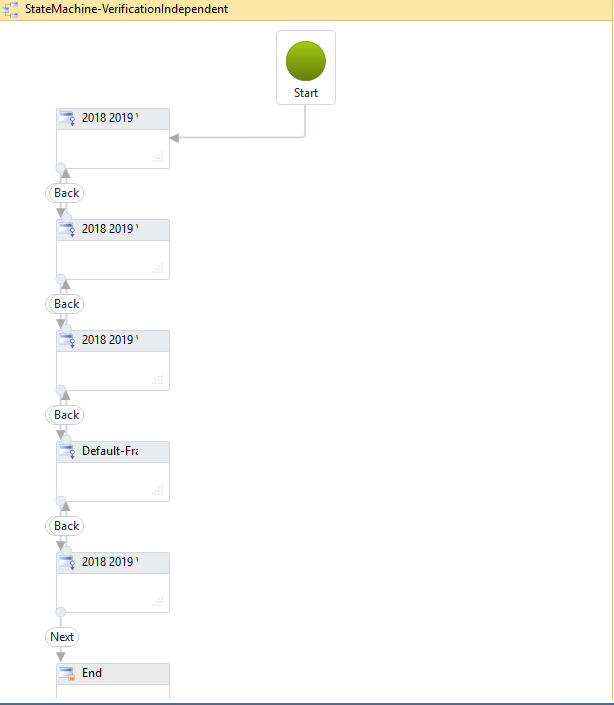 StateMachine-VerificationIndependent
Start
2018 2019
Back
2018 2019
Back
2018 2019
Back
Default-Fra
Back
2018 2019
Next
End